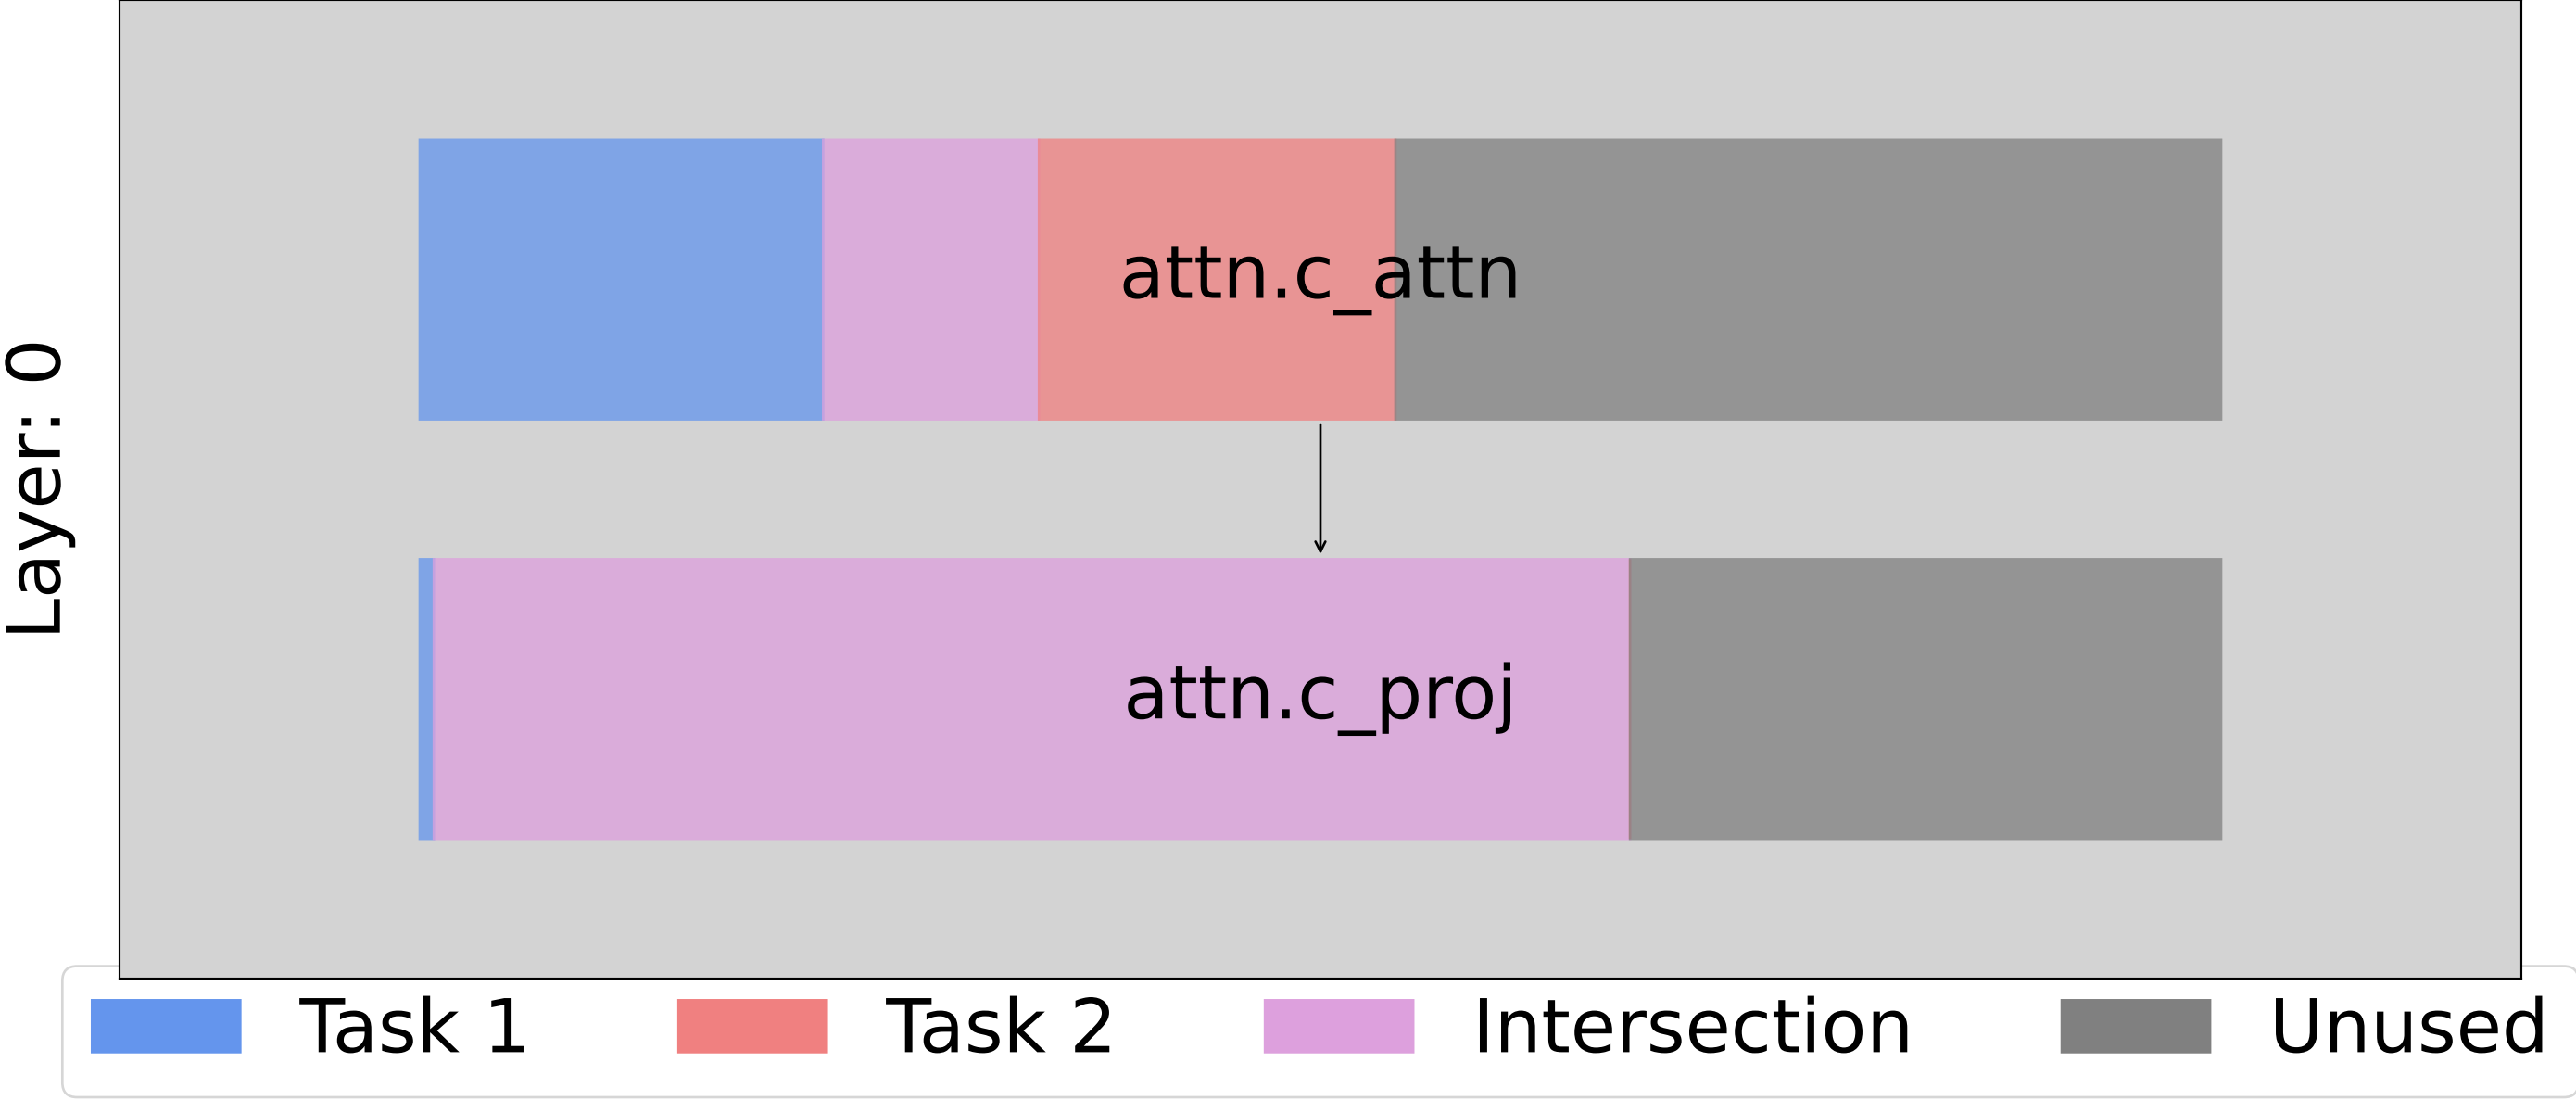 Layer: 0
attn.c_attn
attn.c_proj
Task 1
Task 2
Intersection
Unused